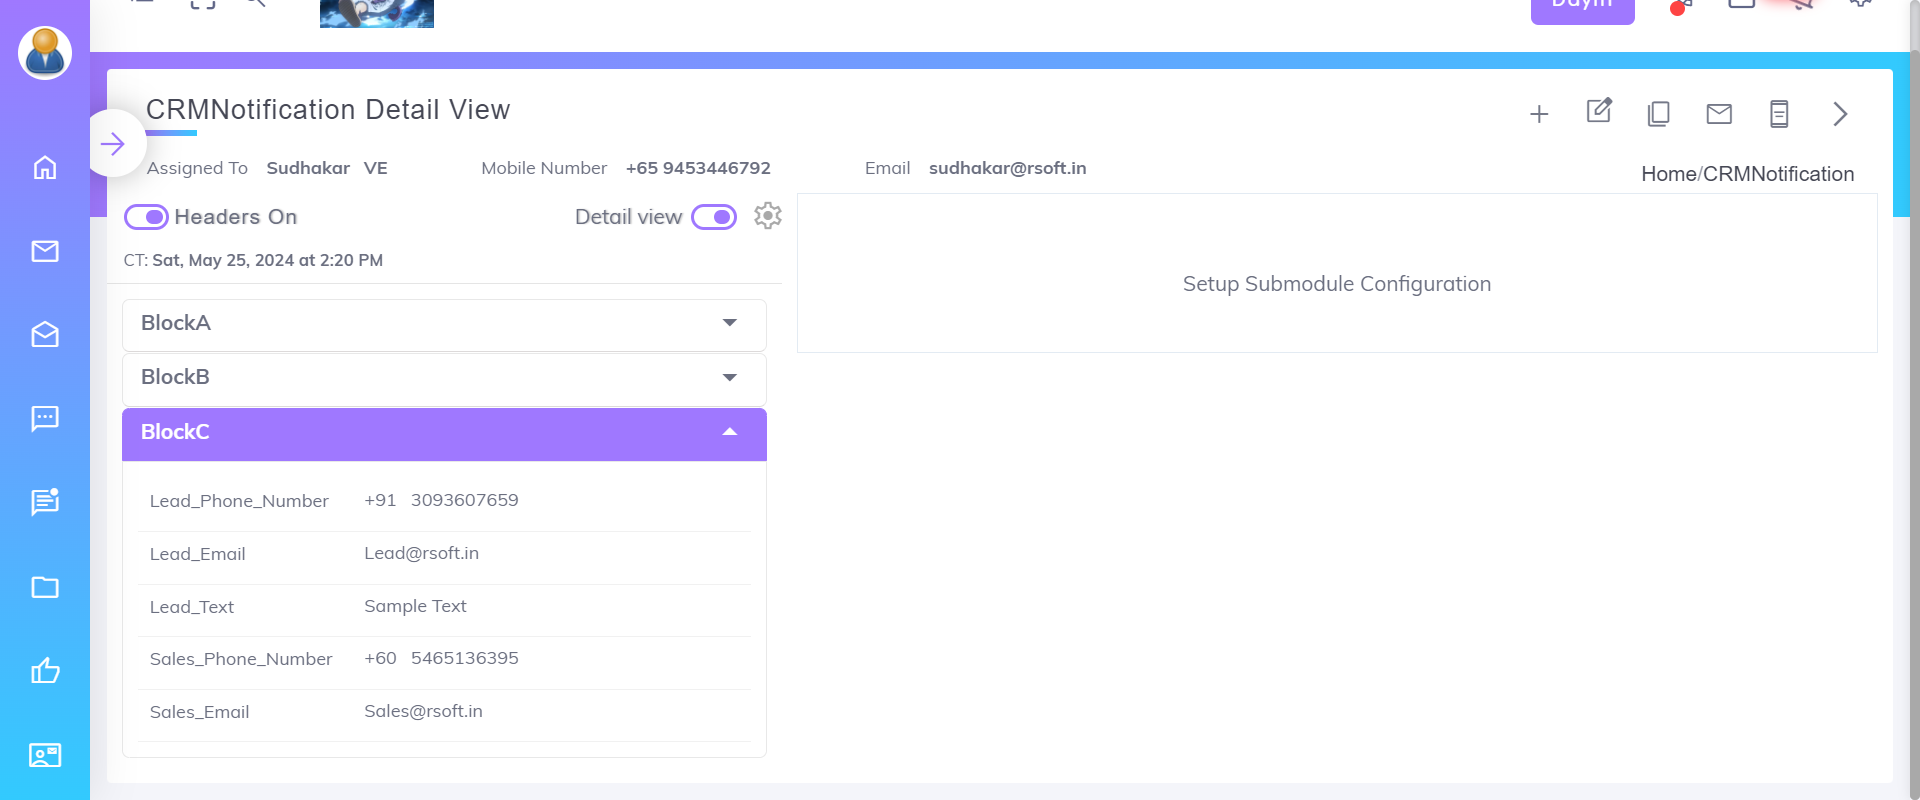 CRMNotification Detail View
Assigned To Sudhakar VE Mobile Number +65 9453446792 Email sudhakar@rsoft.in
Home/CRMNotification
Headers On Detail view
CT: Sat, May 25, 2024 at 2:20 PM
Setup Submodule Configuration
BlockA
BlockB
BlockC
Lead_Phone_Number +91 3093607659
Lead_Email Lead@rsoft.in
Lead_Text Sample Text
Sales_Phone_Number +60 5465136395
Sales_Email Sales@rsoft.in